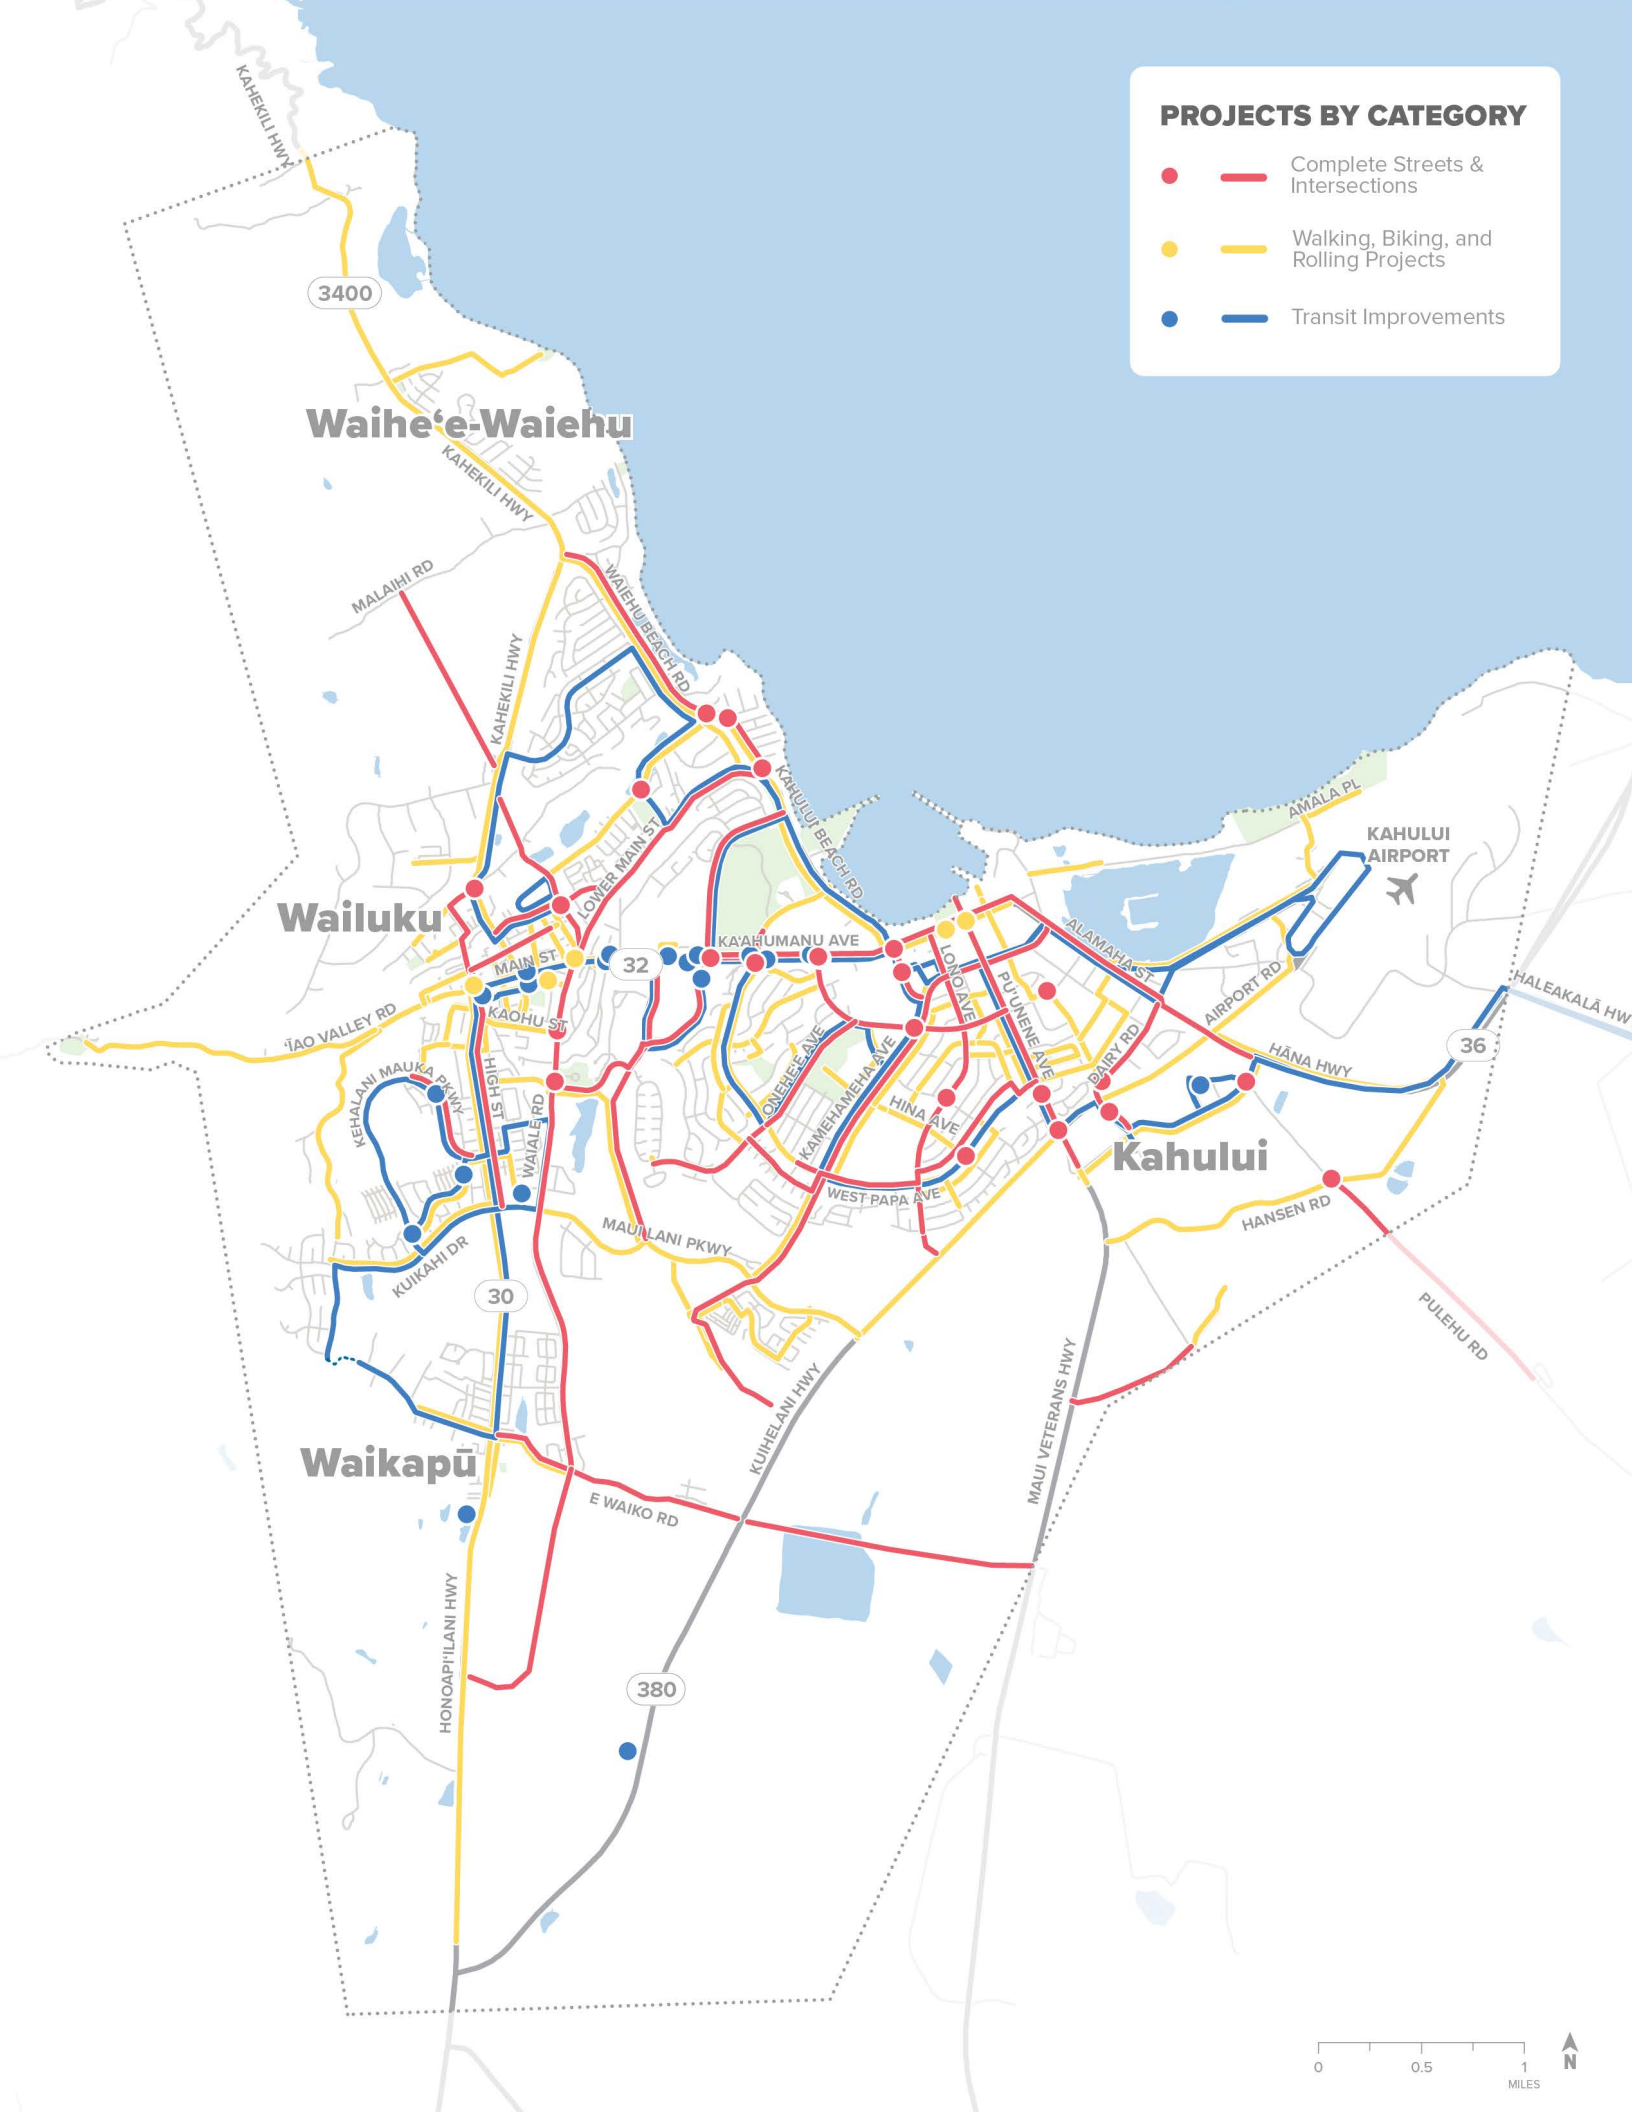 PROJECTS BY CATEGORY
Complete Streets &
Intersections
Walking, Biking, and
Rolling Projects
Transit Improvements
KAHEKILI HWY
3400
Waiheʻe-Waiehu
KAHEKILI HWY
MALAIHI RD
WAIEHU BEACH RD
KAHEKILI HWY
KAHULUI BEACH RD
AMALA PL
KAHULUI
AIRPORT
LOWER MAIN ST
Wailuku
KAʻAHUMANU AVE
ALAMAHA ST
MAIN ST
32
LONO AVE
PUʻUNENE AVE
AIRPORT RD
HALEAKALĀ HW
KAOHU ST
ʻĪAO VALLEY RD
36
HĀNA HWY
DAIRY RD
KEHALANI MAUKA PKWY
HIGH ST
WAIALE RD
ONEHEE AVE
KAMEHAMEHA AVE
HINA AVE
Kahului
WEST PAPA AVE
HANSEN RD
MAUI LANI PKWY
KUIKAHI DR
30
PULEHU RD
KUIHELANI HWY
MAUI VETERANS HWY
Waikapū
E WAIKO RD
HONOAPIʻILANI HWY
380
0
0.5
1
MILES
N